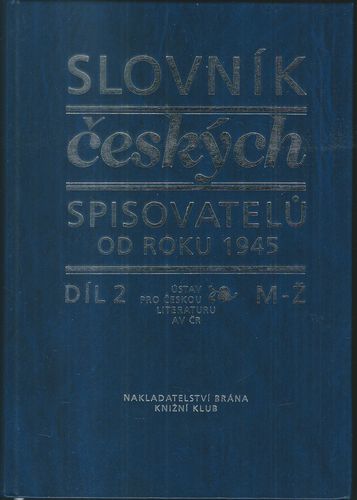 SLOVNÍK
českých
SPISOVATELŮ
OD ROKU 1945
DÍL 2
ÚSTAV
PRO ČESKOU
LITERATURU
AV ČR
M-Ž
NAKLADATELSTVÍ BRÁNA
KNIŽNÍ KLUB